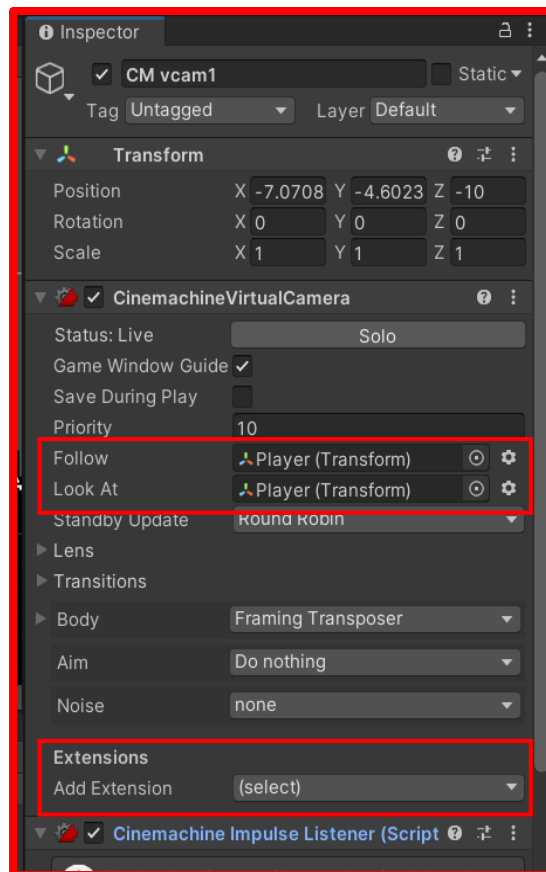 Inspector
CM vcam1 Static
Tag Untagged Layer Default
Transform
Position X -7.0708 Y -4.6023 Z -10
Rotation X 0 Y 0 Z 0
Scale X 1 Y 1 Z 1
CinemachineVirtualCamera
Status: Live Solo
Game Window Guide
Save During Play
Priority 10
Follow Player (Transform)
Look At Player (Transform)
Standby Update Round Robin
Lens
Transitions
Body Framing Transposer
Aim Do nothing
Noise none
Extensions
Add Extension (select)
Cinemachine Impulse Listener (Script